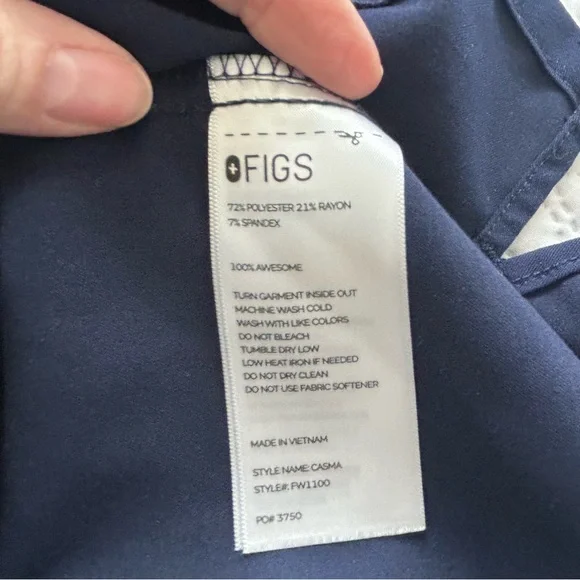 FIGS
72% POLYESTER 21% RAYON
7% SPANDEX
100% AWESOME
TURN GARMENT INSIDE OUT
MACHINE WASH COLD
WASH WITH LIKE COLORS
DO NOT BLEACH
TUMBLE DRY LOW
LOW HEAT IRON IF NEEDED
DO NOT DRY CLEAN
DO NOT USE FABRIC SOFTENER
MADE IN VIETNAM
STYLE NAME: CASMA
STYLE#: FW1100
PO# 3750